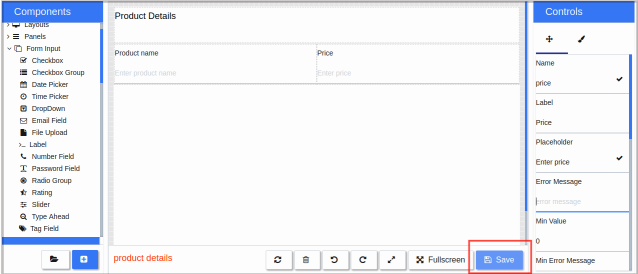 Components
Layouts
Panels
Form Input
Checkbox
Checkbox Group
Date Picker
Time Picker
DropDown
Email Field
File Upload
Label
Number Field
Password Field
Radio Group
Rating
Slider
Type Ahead
Tag Field
Product Details
Product name
Price
Enter product name
Enter price
product details
Fullscreen
Save
Controls
Name
price
Label
Price
Placeholder
Enter price
Error Message
error message
Min Value
0
Min Error Message